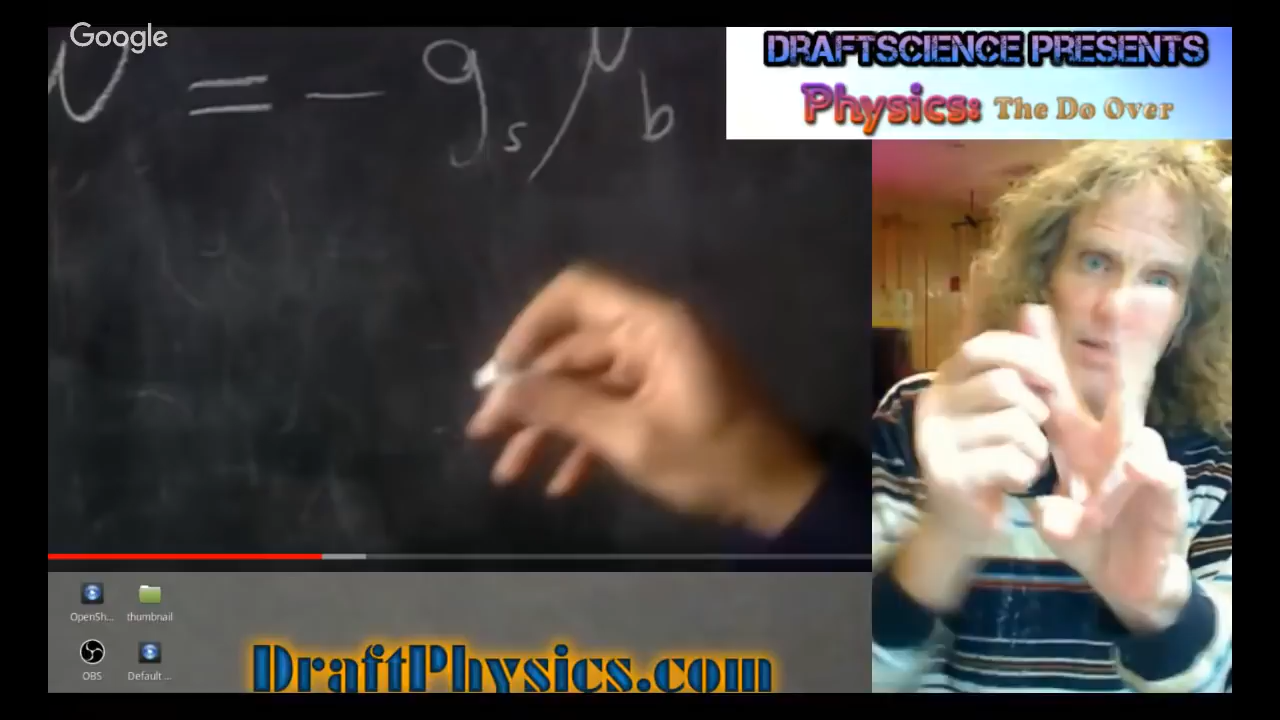 Google
DRAFTSCIENCE PRESENTS
Physics: The Do Over
μ = - g_s μ_b
OpenSh...
thumbnail
OBS
Default ...
DraftPhysics.com